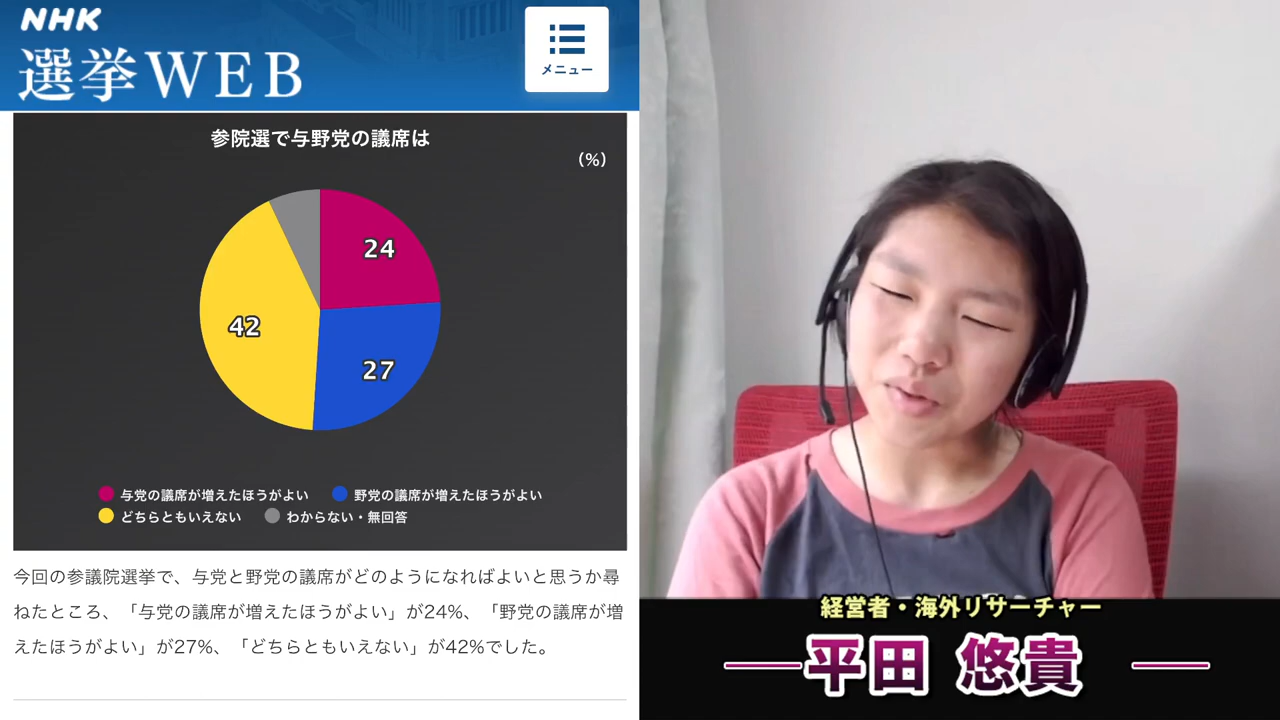 NHK
選挙WEB
メニュー
参院選で与野党の議席は
(%)
24
42
27
与党の議席が増えたほうがよい 野党の議席が増えたほうがよい
どちらともいえない わからない・無回答
今回の参議院選挙で、与党と野党の議席がどのようになればよいと思うか尋
ねたところ、「与党の議席が増えたほうがよい」が24%、「野党の議席が増
えたほうがよい」が27%、「どちらともいえない」が42%でした。
経営者・海外リサーチャー
平田 悠貴